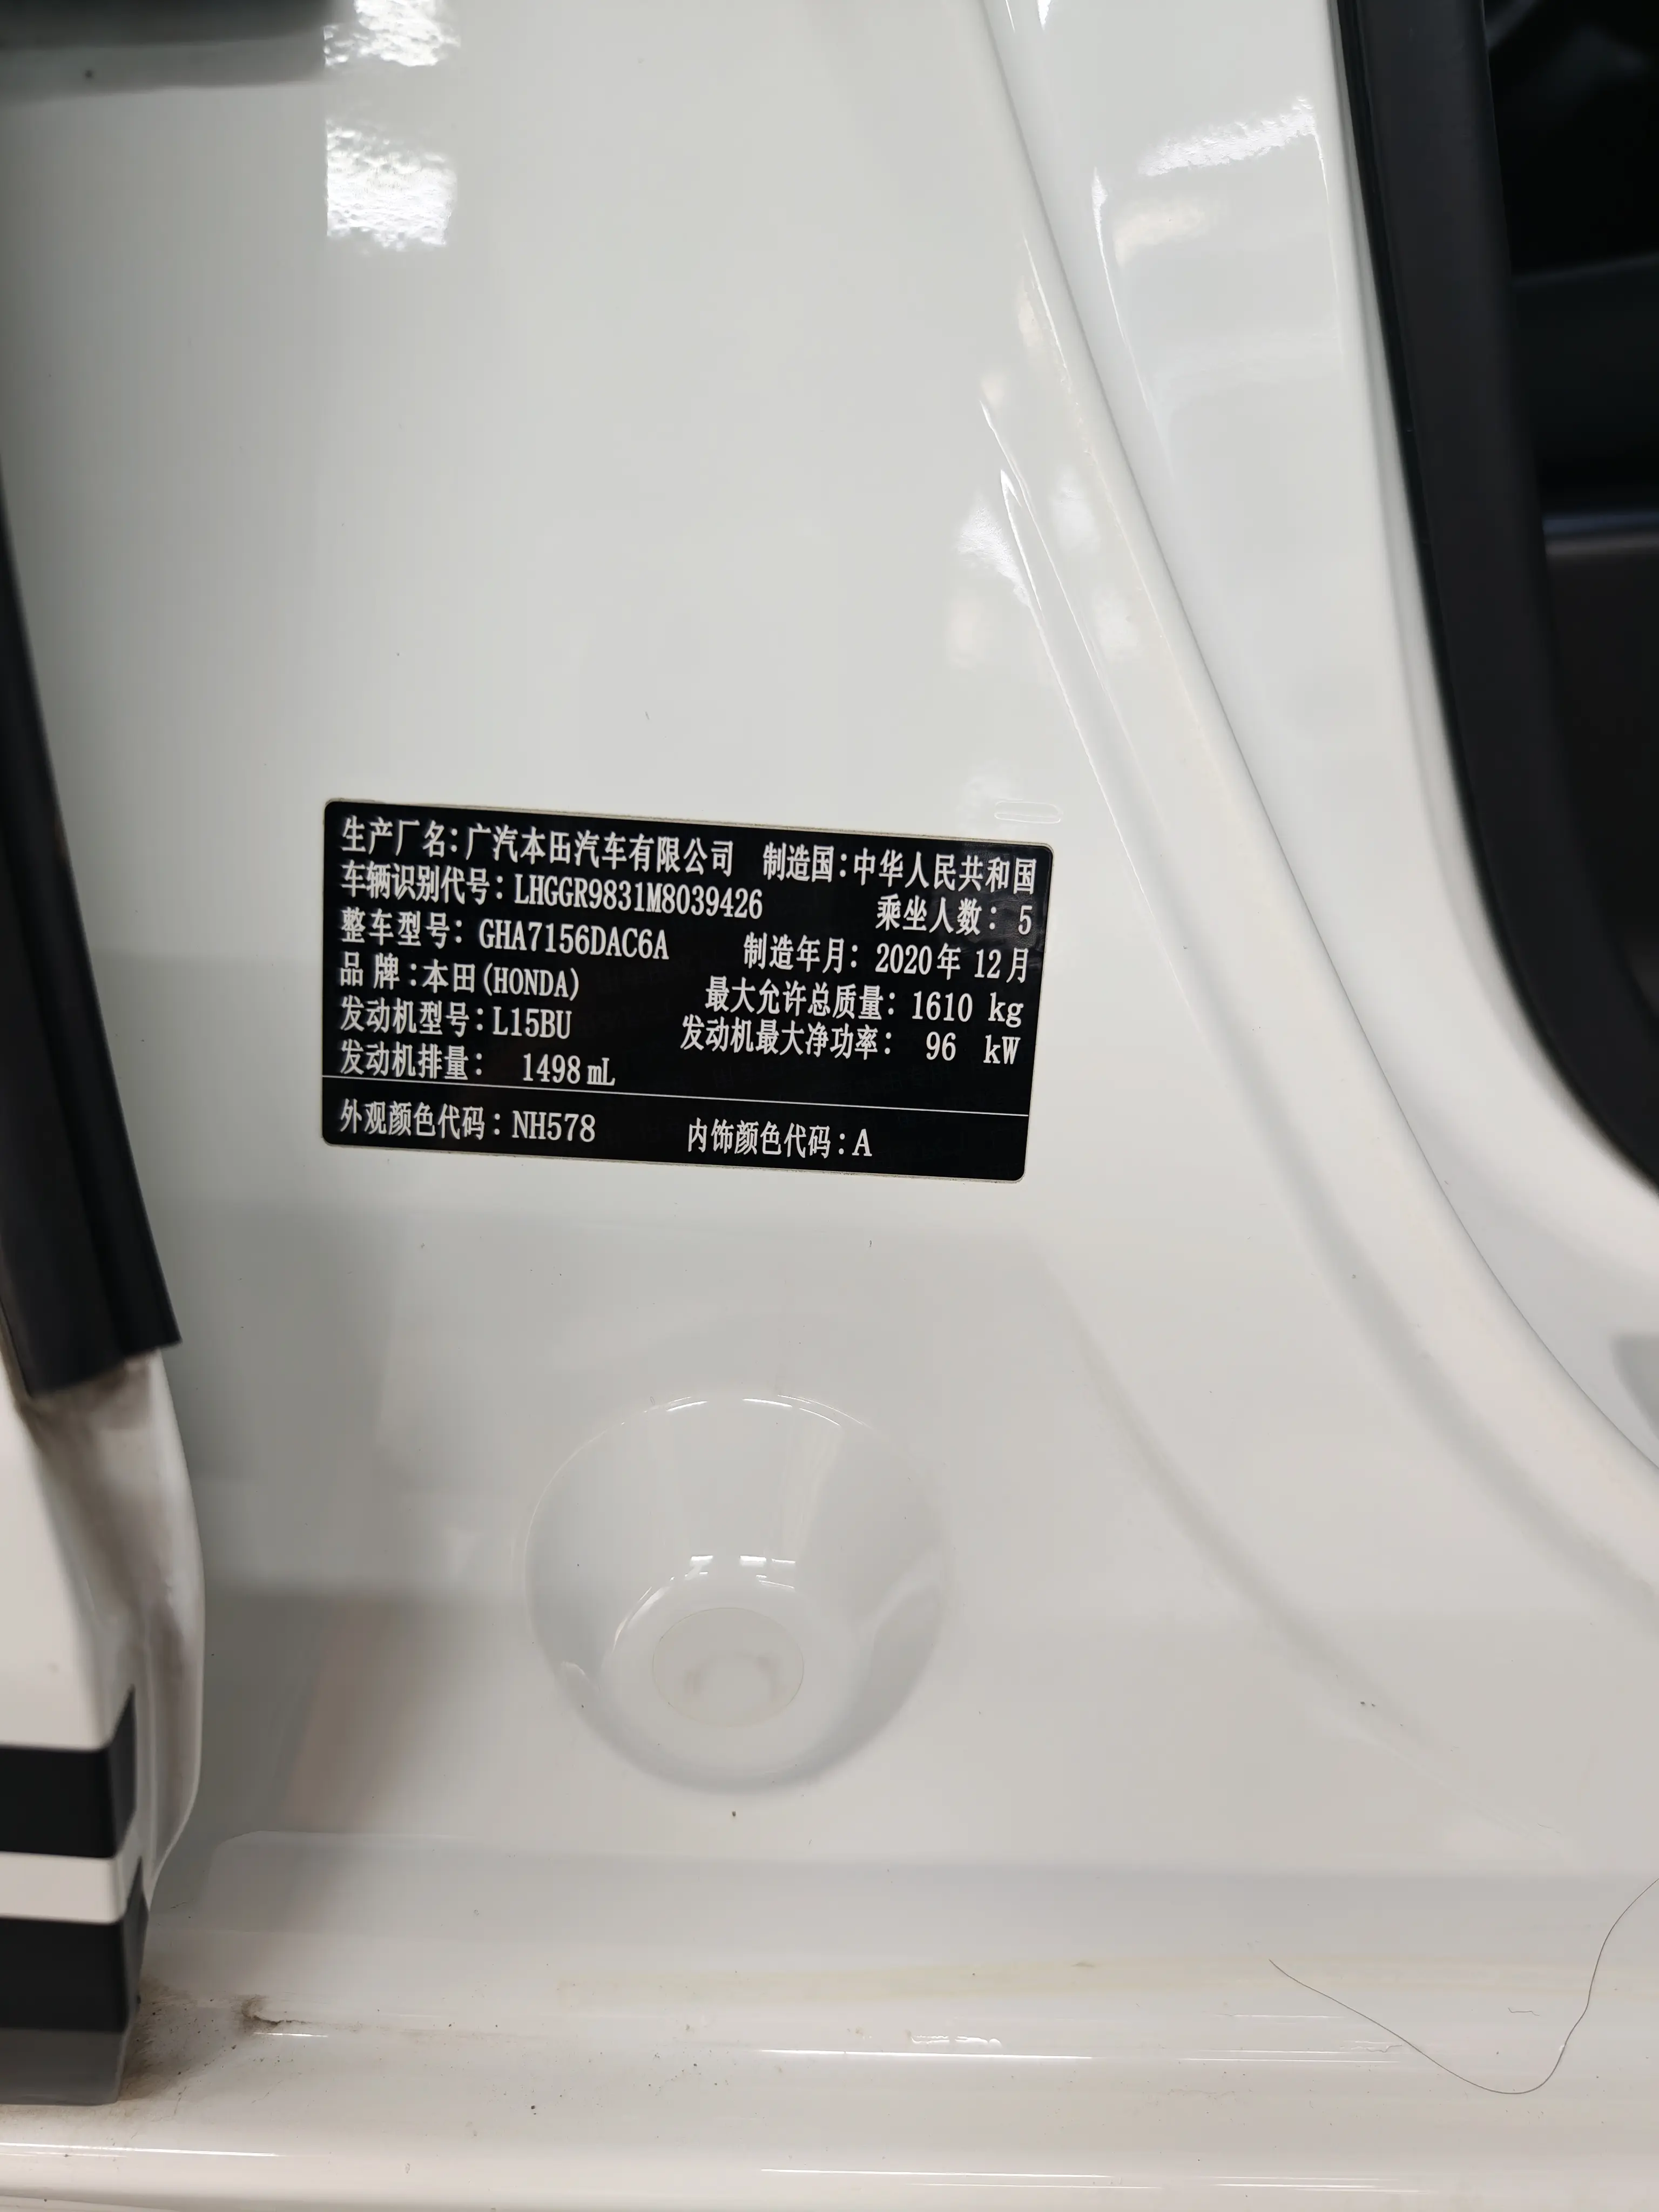 生产厂名：广汽本田汽车有限公司 制造国：中华人民共和国
车辆识别代号：LHGGR9831M8039426 乘坐人数：5
整车型号：GHA7156DAC6A 制造年月：2020年 12月
品 牌：本田(HONDA) 最大允许总质量：1610 kg
发动机型号：L15BU 发动机最大净功率： 96 kW
发动机排量： 1498 mL
外观颜色代码：NH578 内饰颜色代码：A